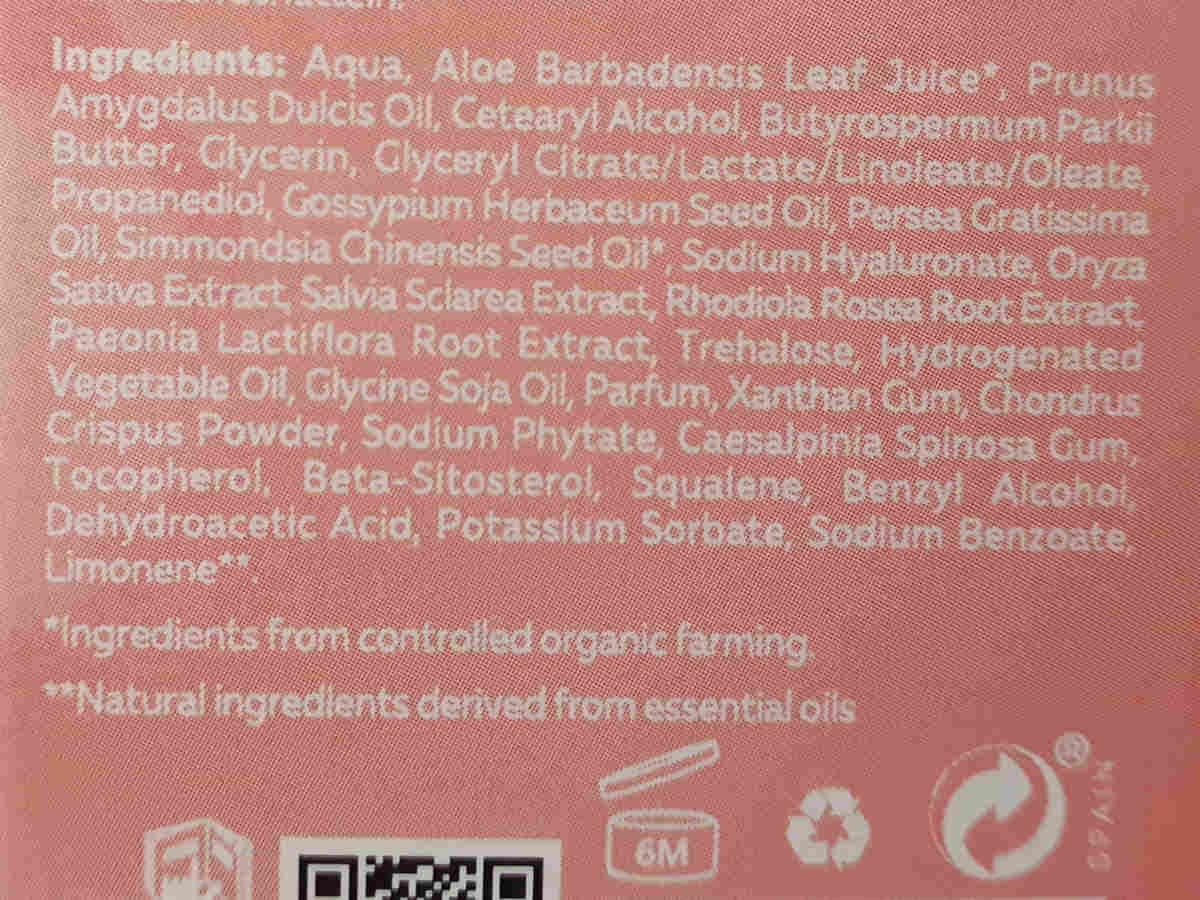 Ingredients: Aqua, Aloe Barbadensis Leaf Juice*, Prunus
Amygdalus Dulcis Oil, Cetearyl Alcohol, Butyrospermum Parkii
Butter, Glycerin, Glyceryl Citrate/Lactate/Linoleate/Oleate,
Propanediol, Gossypium Herbaceum Seed Oil, Persea Gratissima
Oil, Simmondsia Chinensis Seed Oil*, Sodium Hyaluronate, Oryza
Sativa Extract, Salvia Sclarea Extract, Rhodiola Rosea Root Extract,
Paeonia Lactiflora Root Extract, Trehalose, Hydrogenated
Vegetable Oil, Glycine Soja Oil, Parfum, Xanthan Gum, Chondrus
Crispus Powder, Sodium Phytate, Caesalpinia Spinosa Gum,
Tocopherol, Beta-Sitosterol, Squalene, Benzyl Alcohol,
Dehydroacetic Acid, Potassium Sorbate, Sodium Benzoate,
Limonene**.
*Ingredients from controlled organic farming.
**Natural ingredients derived from essential oils
®
6M